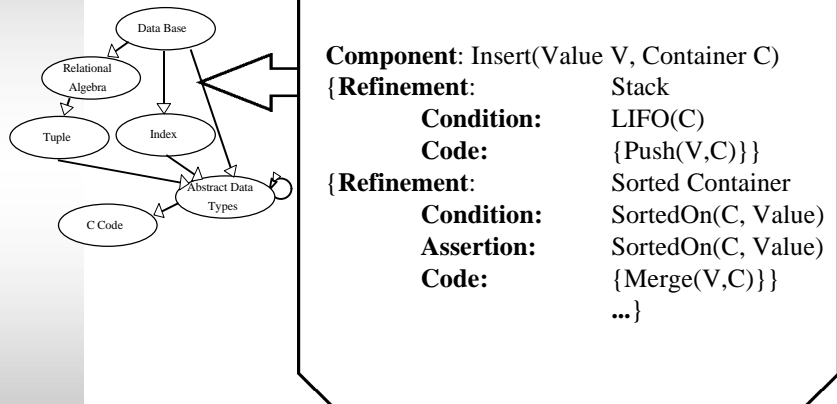 Data Base
Relational
Algebra
Tuple
Index
Abstract Data
Types
C Code
Component: Insert(Value V, Container C)
{Refinement: Stack
Condition: LIFO(C)
Code: {Push(V,C)}}
{Refinement: Sorted Container
Condition: SortedOn(C, Value)
Assertion: SortedOn(C, Value)
Code: {Merge(V,C)}}
...}